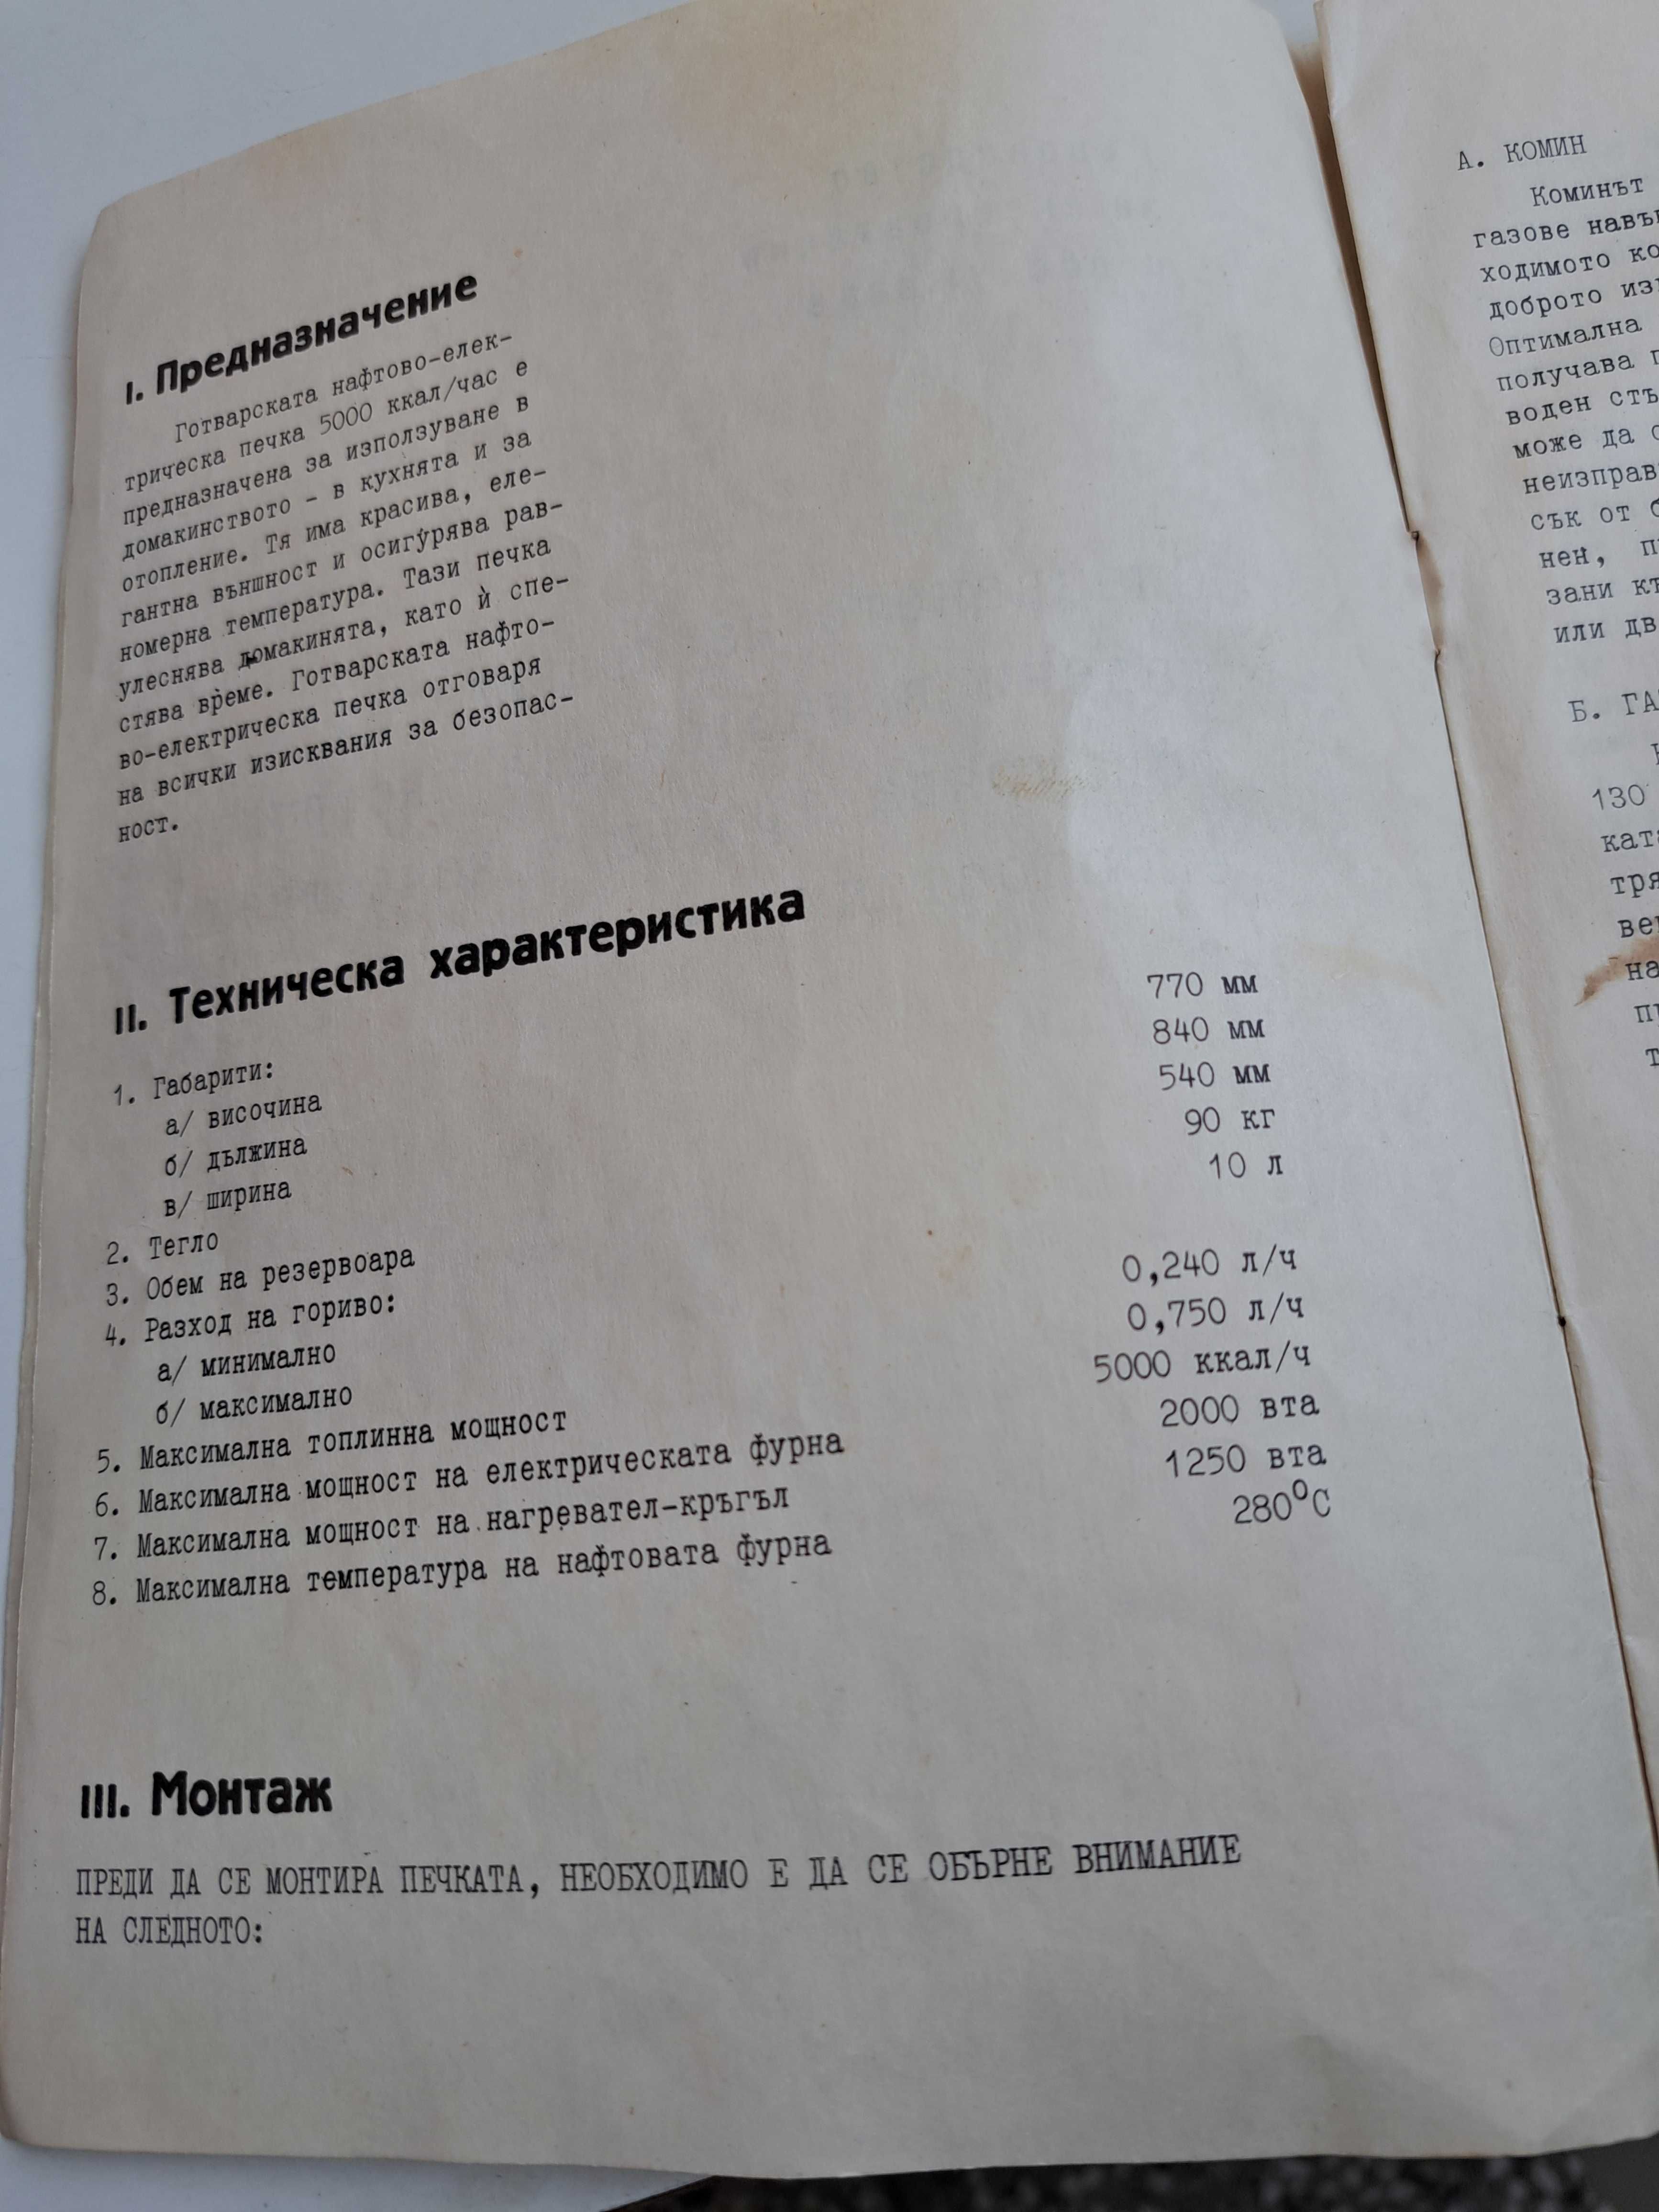 I. Предназначение
Готварската нафтово-елек-
трическа печка 5000 ккал/час е
предназначена за използуване в
домакинството - в кухнята и за
отопление. Тя има красива, еле-
гантна външност и осигурява рав-
номерна температура. Тази печка
улеснява домакинята, като ѝ спе-
стява време. Готварската нафто-
во-електрическа печка отговаря
на всички изисквания за безопас-
ност.
II. Техническа характеристика
1. Габарити:
а/ височина 770 мм
б/ дължина 840 мм
в/ ширина 540 мм
2. Тегло 90 кг
3. Обем на резервоара 10 л
4. Разход на гориво:
а/ минимално 0,240 л/ч
б/ максимално 0,750 л/ч
5. Максимална топлинна мощност 5000 ккал/ч
6. Максимална мощност на електрическата фурна 2000 вта
7. Максимална мощност на нагревател-кръгъл 1250 вта
8. Максимална температура на нафтовата фурна 280°С
III. Монтаж
ПРЕДИ ДА СЕ МОНТИРА ПЕЧКАТА, НЕОБХОДИМО Е ДА СЕ ОБЪРНЕ ВНИМАНИЕ
НА СЛЕДНОТО:
А. КОМИН
Коминът
газове
ходимото
доброто
Оптимална
получава
воден
може да
неизправ
сък от
нен,
зани
или
Б.
130